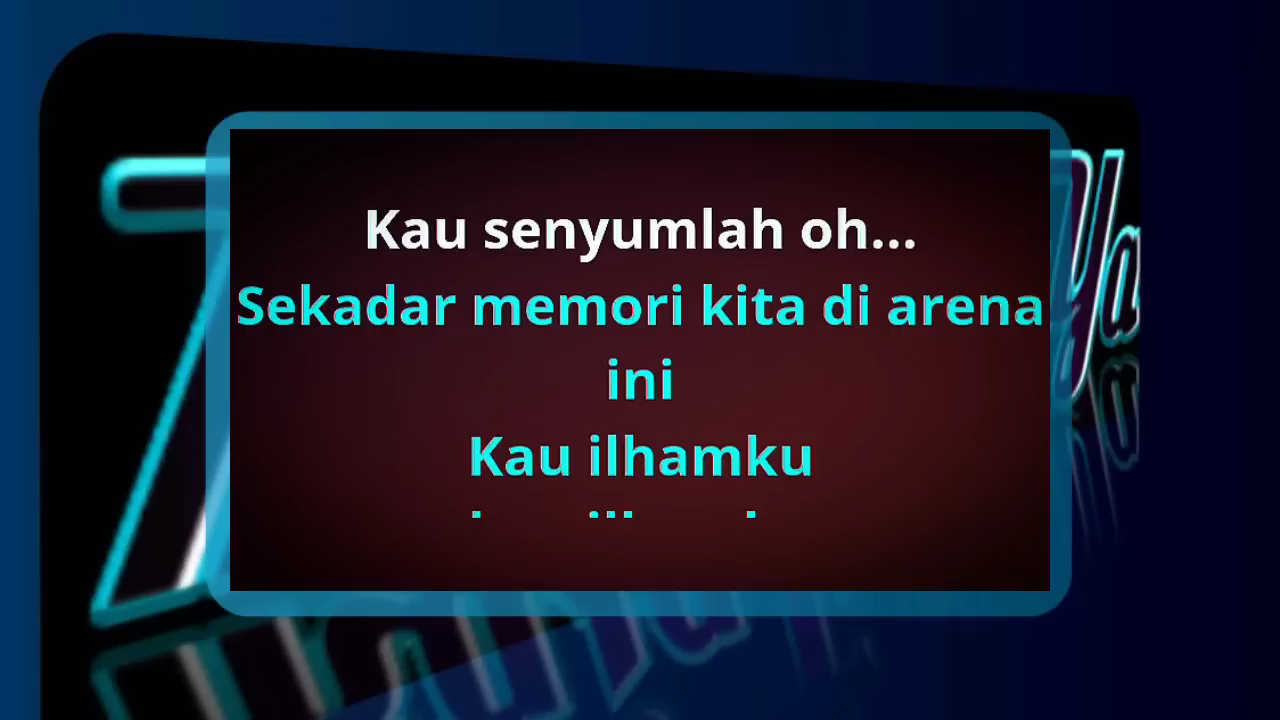 Kau senyumlah oh...
Sekadar memori kita di arena
ini
Kau ilhamku